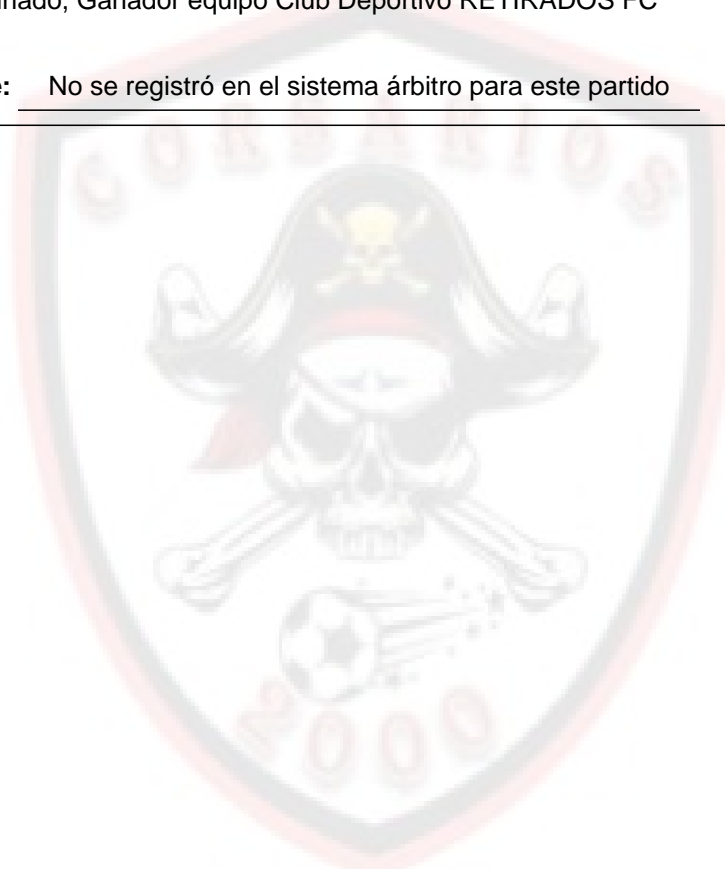 Ganador equipo Club Deportivo RETIRADOS FC
No se registró en el sistema árbitro para este partido
CORSARIOS
2000